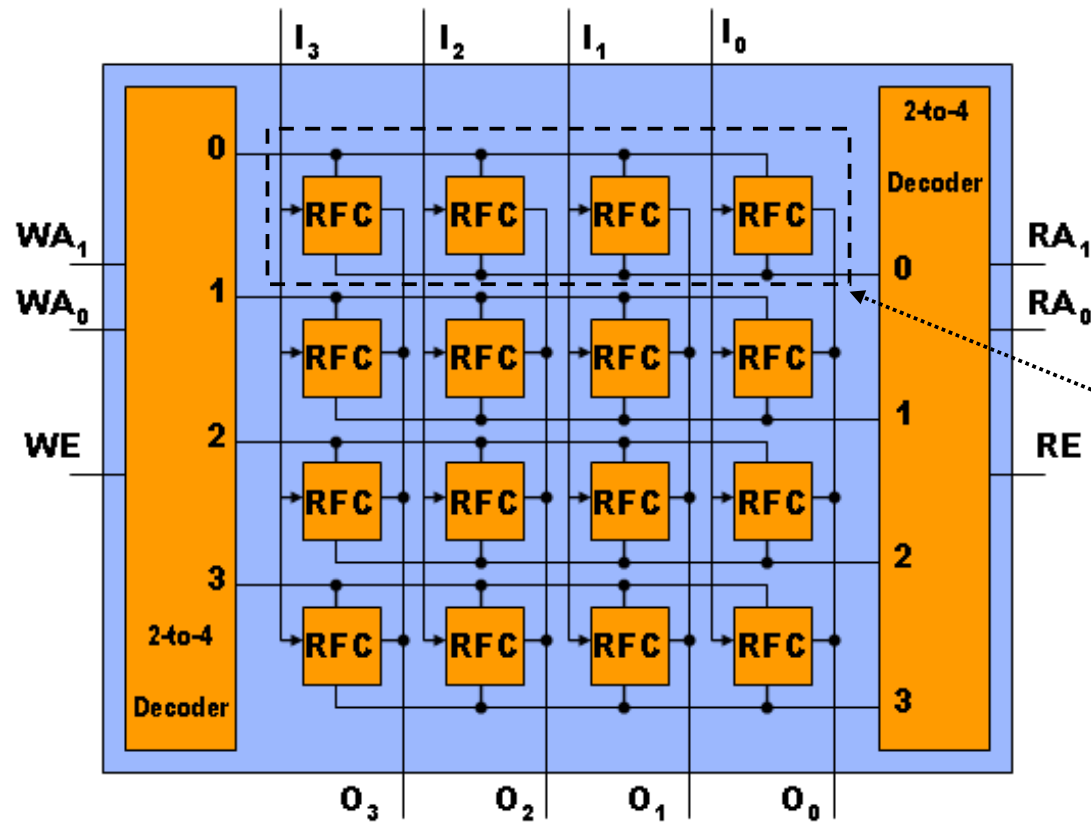 I3 I2 I1 I0
2-to-4
Decoder
0
RFC RFC RFC RFC
WA1
RA1
0
1
WA0
RA0
RFC RFC RFC RFC
1
2
WE
RE
RFC RFC RFC RFC
2
3
2-to-4
RFC RFC RFC RFC
Decoder
3
O3 O2 O1 O0